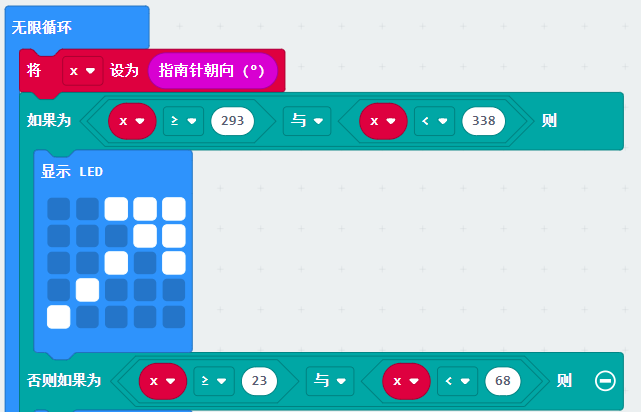 无限循环
将 x 设为 指南针朝向 (°)
如果为 x ≥ 293 与 x < 338 则
显示 LED
否则如果为 x ≥ 23 与 x < 68 则